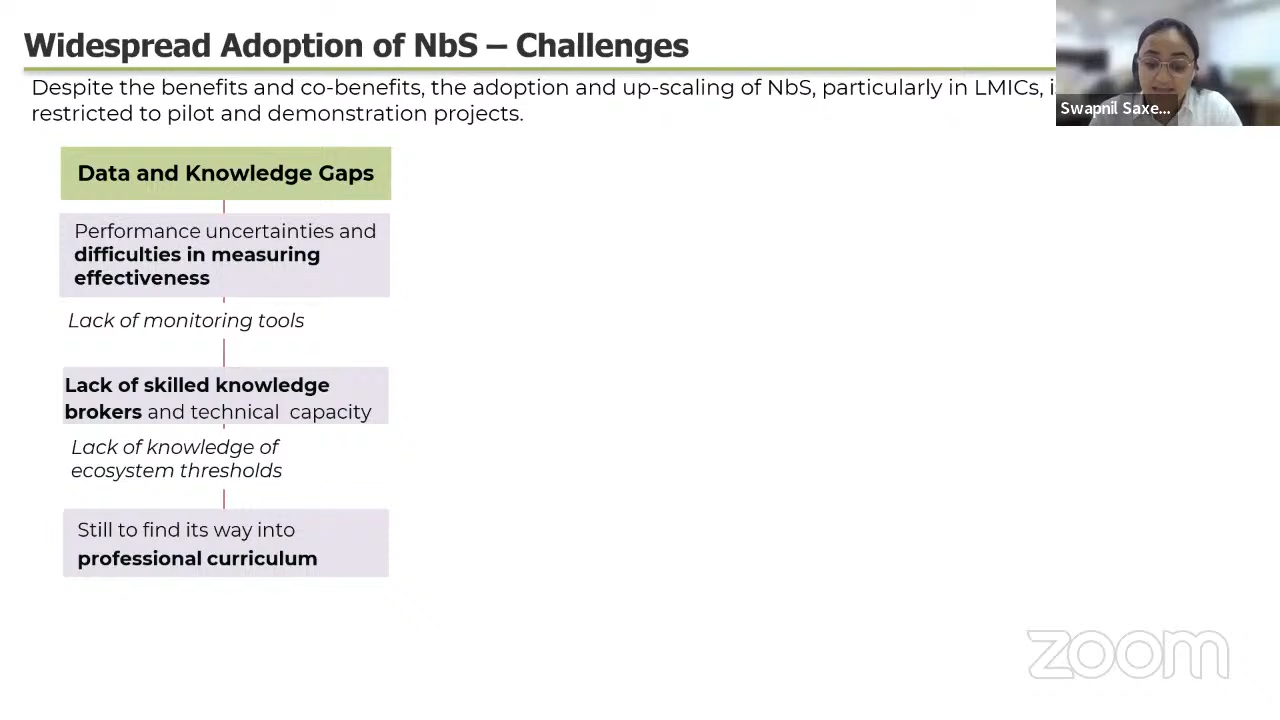 Widespread Adoption of NbS – Challenges
Despite the benefits and co-benefits, the adoption and up-scaling of NbS, particularly in LMICs,
restricted to pilot and demonstration projects.
Swapnil Saxe...
Data and Knowledge Gaps
Performance uncertainties and
difficulties in measuring
effectiveness
Lack of monitoring tools
Lack of skilled knowledge
brokers and technical capacity
Lack of knowledge of
ecosystem thresholds
Still to find its way into
professional curriculum
zoom